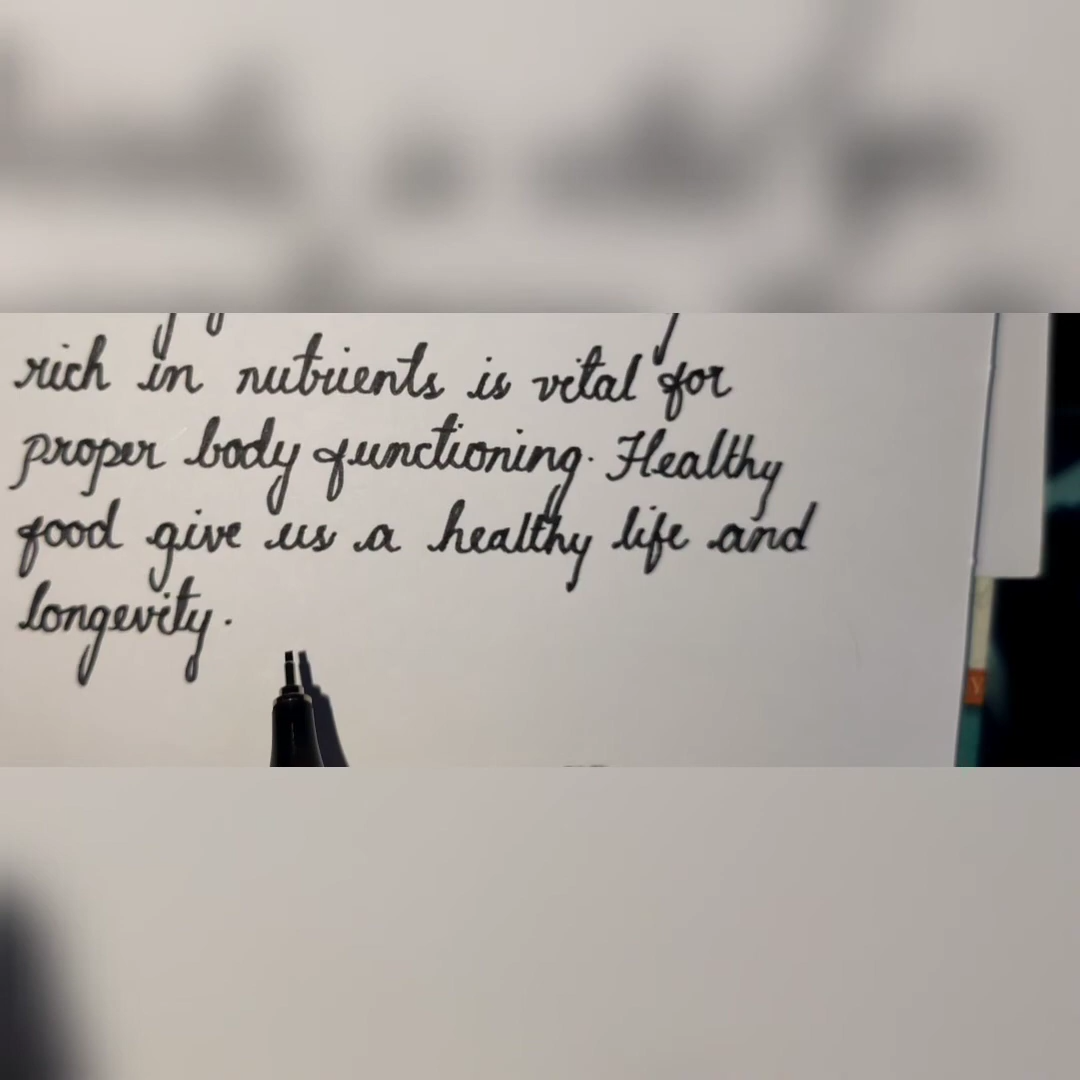 rich in nutrients is vital for
proper body functioning. Healthy
food give us a healthy life and
longevity.